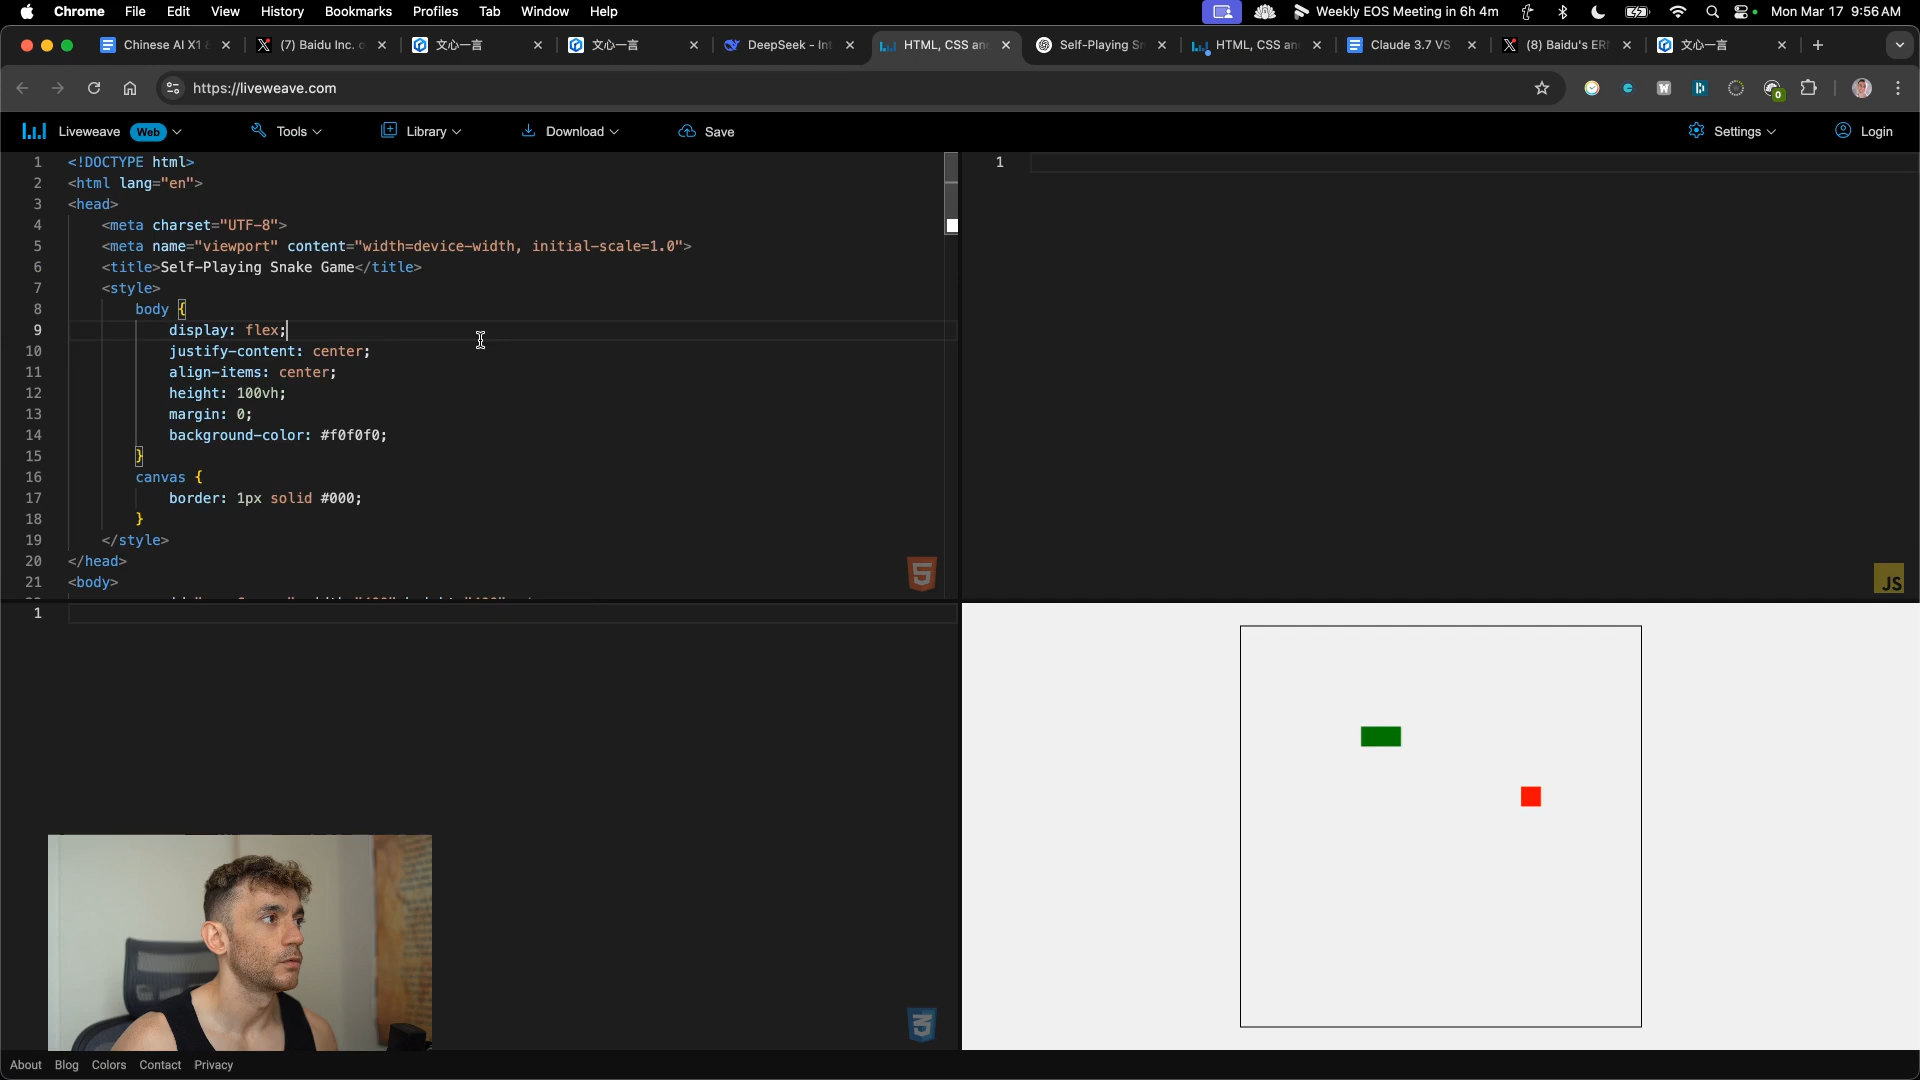 Chrome File Edit View History Bookmarks Profiles Tab Window Help Weekly EOS Meeting in 6h 4m Mon Mar 17 9:56 AM
Chinese AI X1 (7) Baidu Inc. 文心一言 文心一言 DeepSeek - Int HTML, CSS an Self-Playing Sn HTML, CSS an Claude 3.7 VS (8) Baidu's ER 文心一言
https://liveweave.com
Liveweave Web Tools Library Download Save Settings Login
1 <!DOCTYPE html>
2 <html lang="en">
3 <head>
4 <meta charset="UTF-8">
5 <meta name="viewport" content="width=device-width, initial-scale=1.0">
6 <title>Self-Playing Snake Game</title>
7 <style>
8 body {
9 display: flex;
10 justify-content: center;
11 align-items: center;
12 height: 100vh;
13 margin: 0;
14 background-color: #f0f0f0;
15 }
16 canvas {
17 border: 1px solid #000;
18 }
19 </style>
20 </head>
21 <body>
5
1
JS
1
3
About Blog Colors Contact Privacy